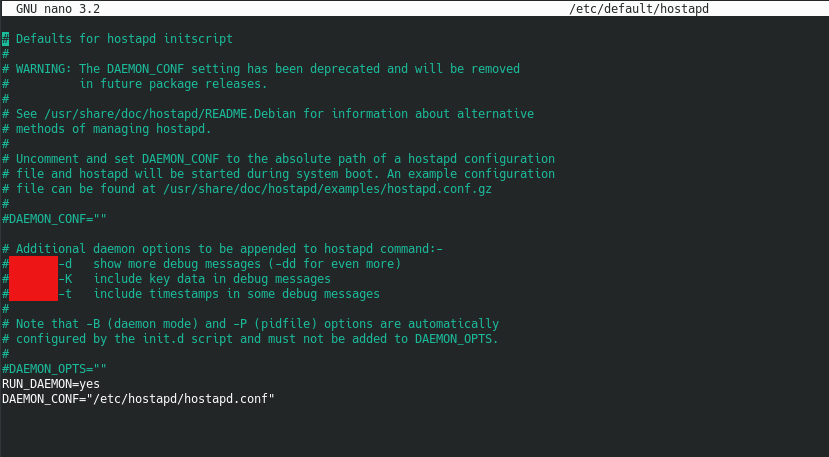 GNU nano 3.2 /etc/default/hostapd
# Defaults for hostapd initscript
#
# WARNING: The DAEMON_CONF setting has been deprecated and will be removed
#          in future package releases.
#
# See /usr/share/doc/hostapd/README.Debian for information about alternative
# methods of managing hostapd.
#
# Uncomment and set DAEMON_CONF to the absolute path of a hostapd configuration
# file and hostapd will be started during system boot. An example configuration
# file can be found at /usr/share/doc/hostapd/examples/hostapd.conf.gz
#
#DAEMON_CONF=""
# Additional daemon options to be appended to hostapd command:-
#       -d   show more debug messages (-dd for even more)
#       -K   include key data in debug messages
#       -t   include timestamps in some debug messages
#
# Note that -B (daemon mode) and -P (pidfile) options are automatically
# configured by the init.d script and must not be added to DAEMON_OPTS.
#
#DAEMON_OPTS=""
RUN_DAEMON=yes
DAEMON_CONF="/etc/hostapd/hostapd.conf"